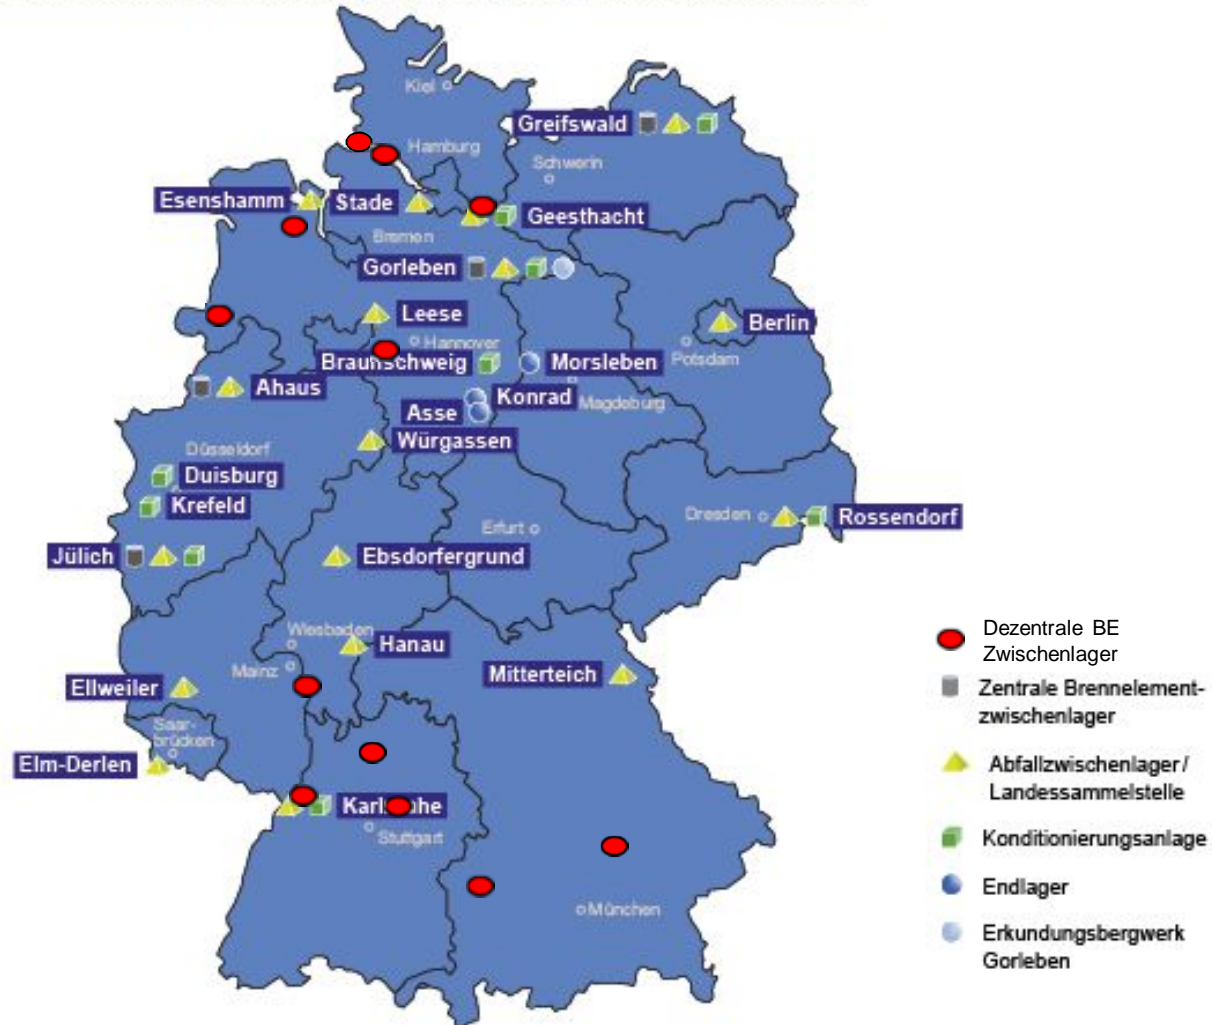 Kiel
Greifswald
Hamburg
Schwerin
Esenshamm
Stade
Geesthacht
Bremen
Gorleben
Leese
Berlin
Hannover
Braunschweig
Morsleben
Potsdam
Ahaus
Konrad
Magdeburg
Asse
Würgassen
Düsseldorf
Duisburg
Krefeld
Dresden
Rossendorf
Erfurt
Jülich
Ebsdorfergrund
Wiesbaden
Hanau
Mainz
Mitterteich
Ellweiler
Saar-
brücken
Elm-Derlen
Karlsruhe
Stuttgart
München
Dezentrale BE
Zwischenlager
Zentrale Brennelement-
zwischenlager
Abfallzwischenlager/
Landessammelstelle
Konditionierungsanlage
Endlager
Erkundungsbergwerk
Gorleben